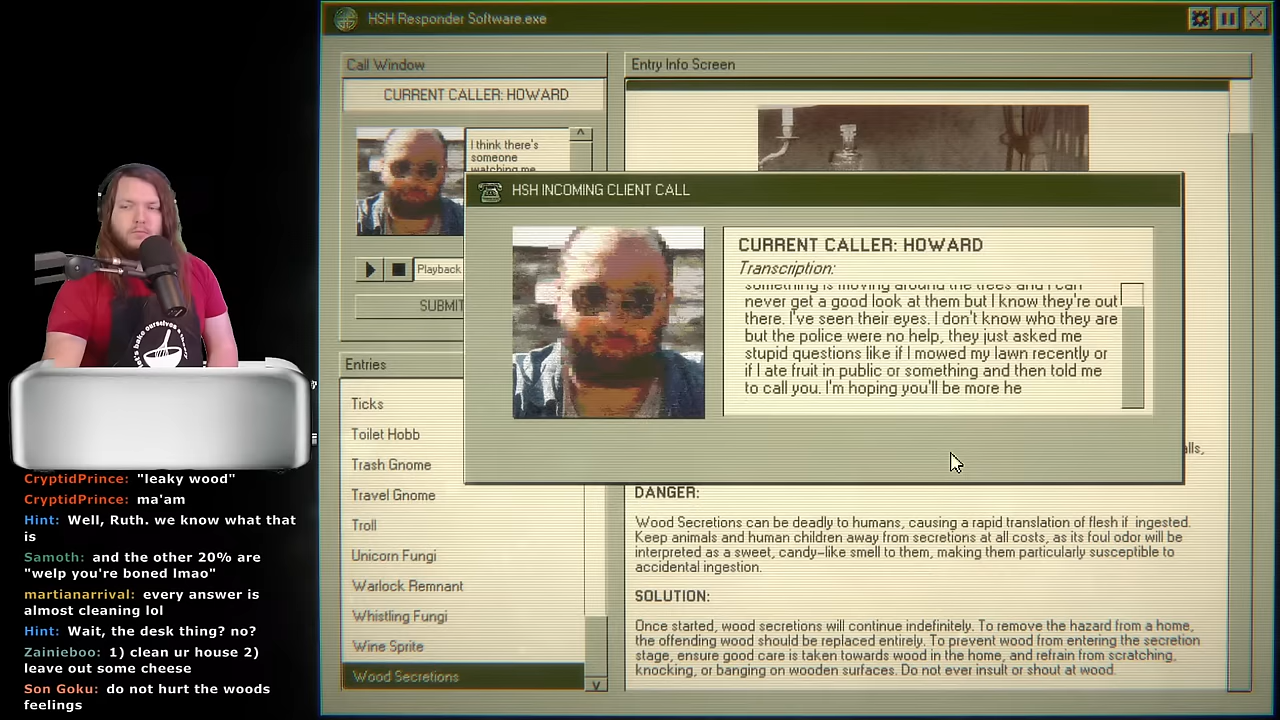 HSH Responder Software.exe
Call Window
CURRENT CALLER: HOWARD
I think there's
someone
watching me
Playback
SUBMIT
Entries
Ticks
Toilet Hobb
Trash Gnome
Travel Gnome
Troll
Unicorn Fungi
Warlock Remnant
Whistling Fungi
Wine Sprite
Wood Secretions
Entry Info Screen
HSH INCOMING CLIENT CALL
CURRENT CALLER: HOWARD
Transcription:
something is moving around the trees and I can
never get a good look at them but I know they're out
there. I've seen their eyes. I don't know who they are
but the police were no help, they just asked me
stupid questions like if I mowed my lawn recently or
if I ate fruit in public or something and then told me
to call you. I'm hoping you'll be more he
alls,
DANGER:
Wood Secretions can be deadly to humans, causing a rapid translation of flesh if ingested.
Keep animals and human children away from secretions at all costs, as its foul odor will be
interpreted as a sweet, candy-like smell to them, making them particularly susceptible to
accidental ingestion.
SOLUTION:
Once started, wood secretions will continue indefinitely. To remove the hazard from a home,
the offending wood should be replaced entirely. To prevent wood from entering the secretion
stage, ensure good care is taken towards wood in the home, and refrain from scratching,
knocking, or banging on wooden surfaces. Do not ever insult or shout at wood.
CryptidPrince: "leaky wood"
CryptidPrince: ma'am
Hint: Well, Ruth. we know what that
is
Samoth: and the other 20% are
"welp you're boned lmao"
martianarrival: every answer is
almost cleaning lol
Hint: Wait, the desk thing? no?
Zainieboo: 1) clean ur house 2)
leave out some cheese
Son Goku: do not hurt the woods
feelings